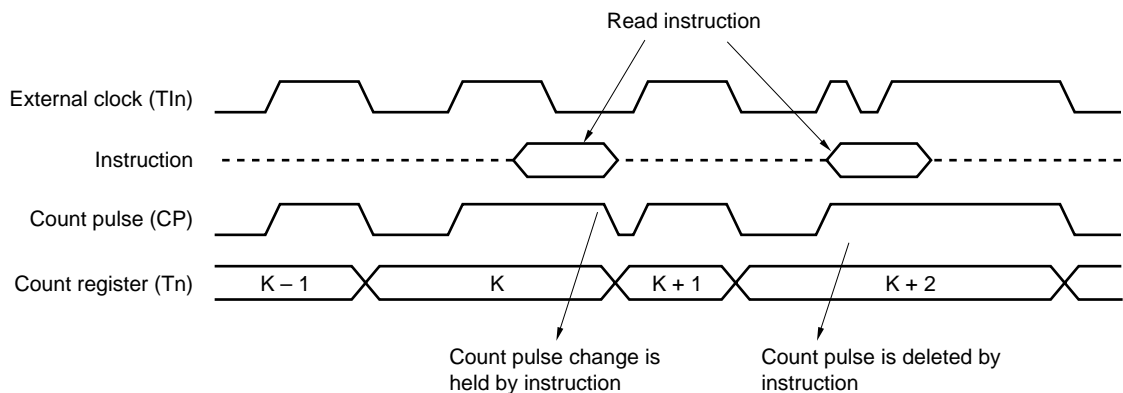 Read instruction
External clock (TIn)
Instruction
Count pulse (CP)
Count register (Tn)
K – 1
K
K + 1
K + 2
Count pulse change is
held by instruction
Count pulse is deleted by
instruction